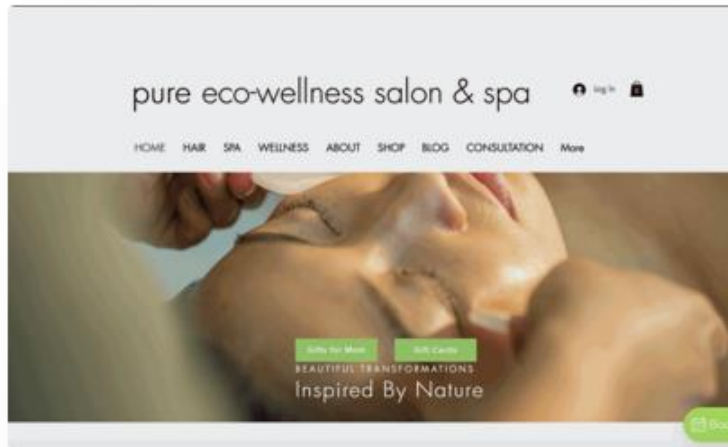 pure eco-wellness salon & spa
Log In
HOME HAIR SPA WELLNESS ABOUT SHOP BLOG CONSULTATION More
Gifts for Mom Gift Cards
BEAUTIFUL TRANSFORMATIONS
Inspired By Nature